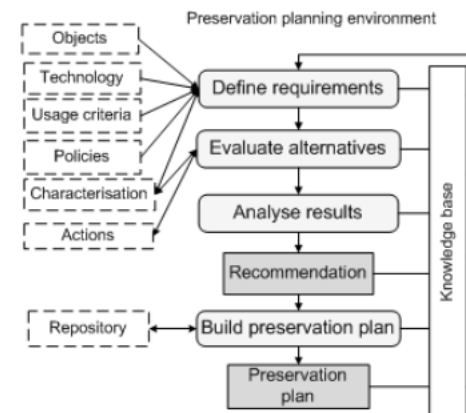 Preservation planning environment
Objects
Technology
Usage criteria
Policies
Characterisation
Actions
Repository
Define requirements
Evaluate alternatives
Analyse results
Recommendation
Build preservation plan
Preservation
plan
Knowledge base